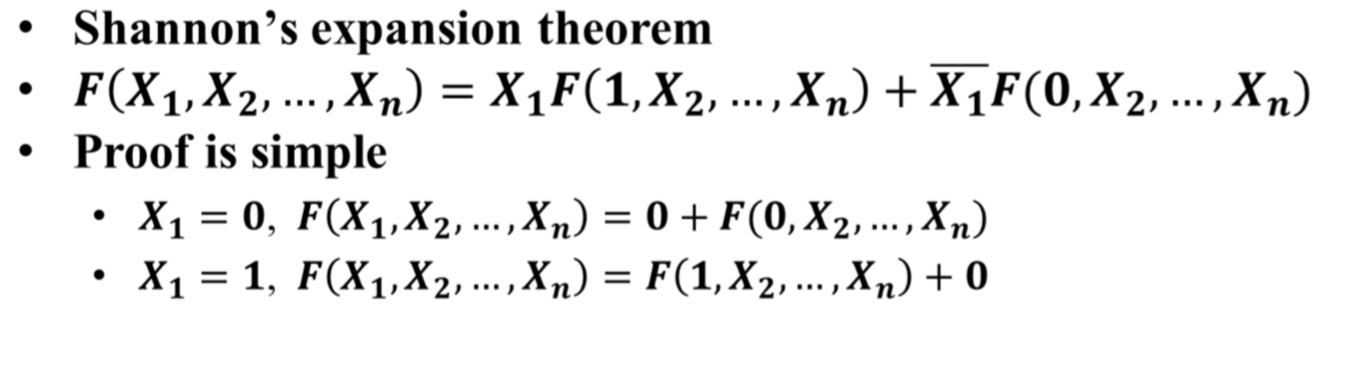 • Shannon's expansion theorem
• F(X₁, X₂, … , Xₙ) = X₁F(1, X₂, … , Xₙ) + X̅₁F(0, X₂, … , Xₙ)
• Proof is simple
• X₁ = 0, F(X₁, X₂, … , Xₙ) = 0 + F(0, X₂, … , Xₙ)
• X₁ = 1, F(X₁, X₂, … , Xₙ) = F(1, X₂, … , Xₙ) + 0